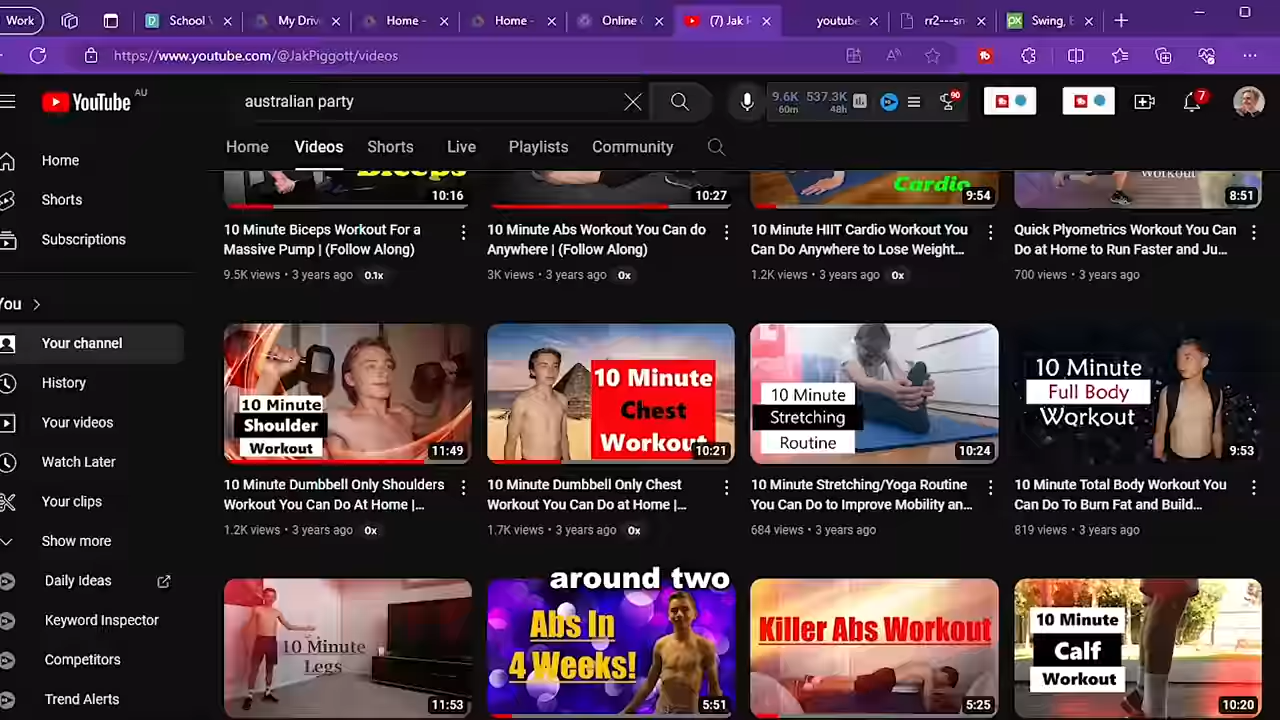 Work
School
My Driv
Home -
Home -
Online
(7) Jak
youtube
rr2---sn
Swing, E
https://www.youtube.com/@JakPiggott/videos
YouTube AU
australian party
9.6K 537.3K
60m 48h
90
7
Home
Videos
Shorts
Live
Playlists
Community
Home
Shorts
Subscriptions
You
Your channel
History
Your videos
Watch Later
Your clips
Show more
Daily Ideas
Keyword Inspector
Competitors
Trend Alerts
Biceps
10:16
10 Minute Biceps Workout For a
Massive Pump | (Follow Along)
9.5K views • 3 years ago 0.1x
10:27
10 Minute Abs Workout You Can do
Anywhere | (Follow Along)
3K views • 3 years ago 0x
Cardio
9:54
10 Minute HIIT Cardio Workout You
Can Do Anywhere to Lose Weight...
1.2K views • 3 years ago 0x
Workout
8:51
Quick Plyometrics Workout You Can
Do at Home to Run Faster and Ju...
700 views • 3 years ago
10 Minute
Shoulder
Workout
11:49
10 Minute Dumbbell Only Shoulders
Workout You Can Do At Home |...
1.2K views • 3 years ago 0x
10 Minute
Chest
Workout
10:21
10 Minute Dumbbell Only Chest
Workout You Can Do at Home |...
1.7K views • 3 years ago 0x
10 Minute
Stretching
Routine
10:24
10 Minute Stretching/Yoga Routine
You Can Do to Improve Mobility an...
684 views • 3 years ago
10 Minute
Full Body
Workout
9:53
10 Minute Total Body Workout You
Can Do To Burn Fat and Build...
819 views • 3 years ago
around two
10 Minute
Legs
11:53
Abs In
4 Weeks!
5:51
Killer Abs Workout
5:25
10 Minute
Calf
Workout
10:20